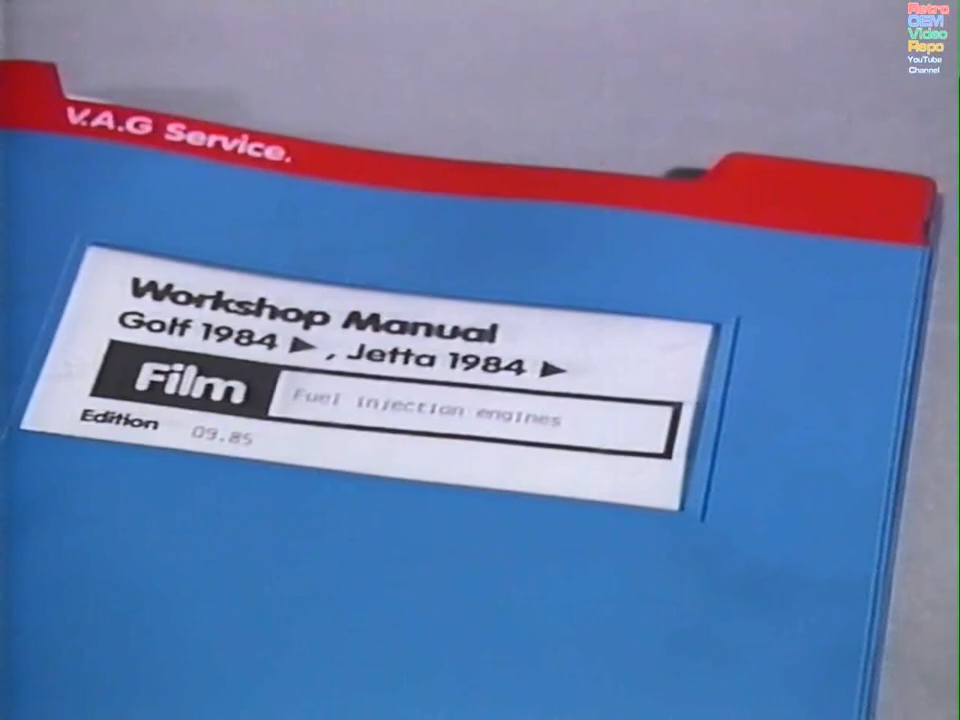 Retro
OEM
Video
Repo
YouTube
Channel
V.A.G Service.
Workshop Manual
Golf 1984 ► , Jetta 1984 ►
Film
Fuel injection engines
Edition 09.85